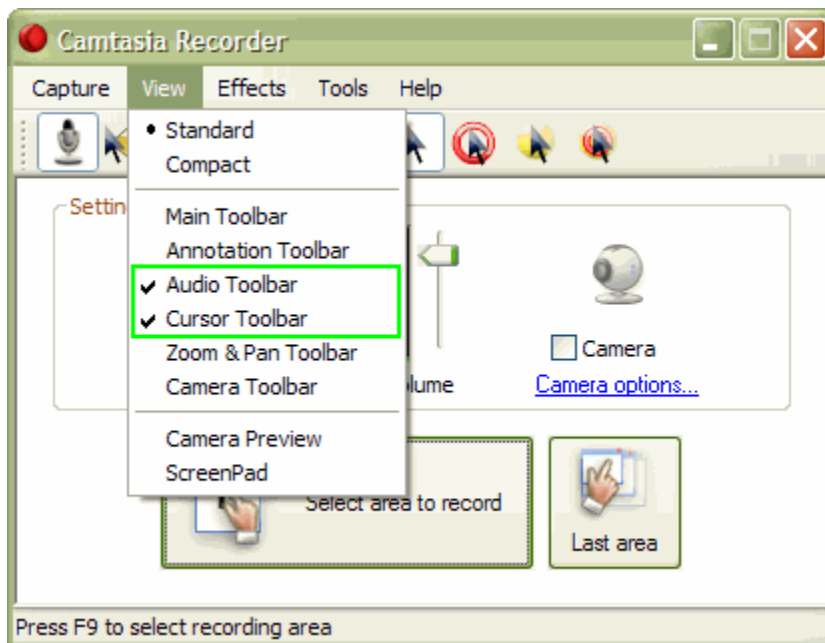 Camtasia Recorder
Capture View Effects Tools Help
Standard
Compact
Main Toolbar
Annotation Toolbar
Audio Toolbar
Cursor Toolbar
Zoom & Pan Toolbar
Camera Toolbar
Camera Preview
ScreenPad
Camera
Camera options...
Select area to record
Last area
Press F9 to select recording area